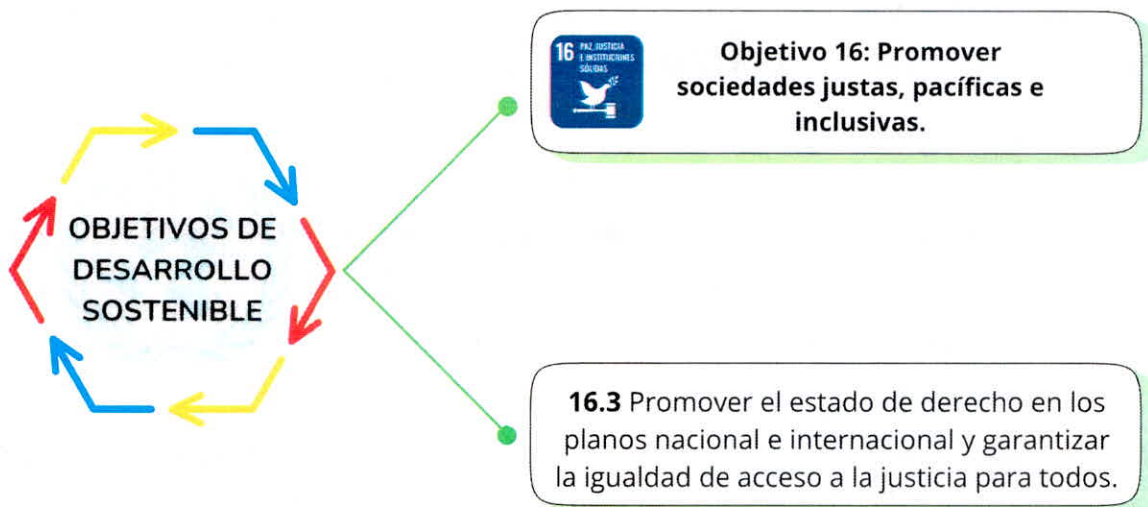 OBJETIVOS DE
DESARROLLO
SOSTENIBLE
16 PAZ, JUSTICIA
E INSTITUCIONES
SÓLIDAS
Objetivo 16: Promover
sociedades justas, pacíficas e
inclusivas.
16.3 Promover el estado de derecho en los
planos nacional e internacional y garantizar
la igualdad de acceso a la justicia para todos.